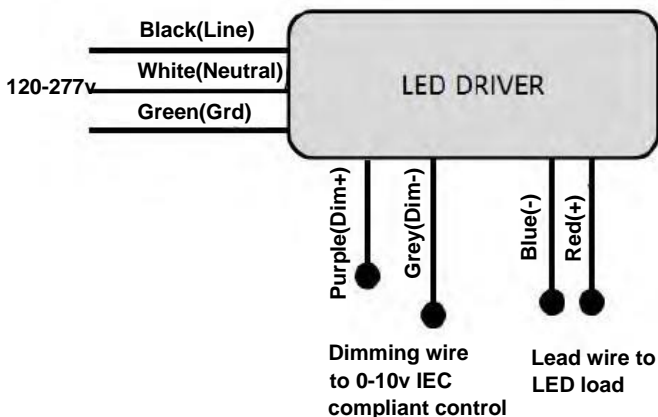 Black(Line)
White(Neutral)
120-277v
Green(Grd)
LED DRIVER
Purple(Dim+)
Grey(Dim-)
Blue(-)
Red(+)
Dimming wire
to 0-10v IEC
compliant control
Lead wire to
LED load